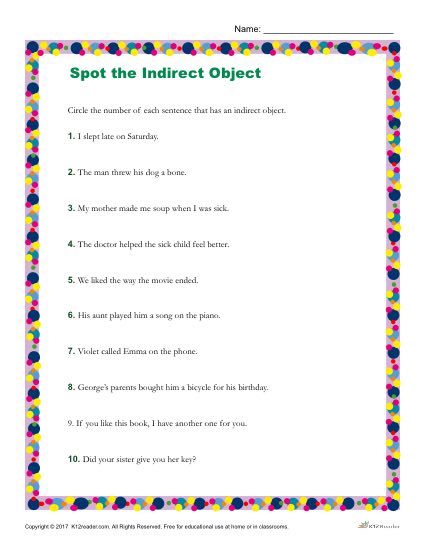 Name: ____________________________
Spot the Indirect Object
Circle the number of each sentence that has an indirect object.
1. I slept late on Saturday.
2. The man threw his dog a bone.
3. My mother made me soup when I was sick.
4. The doctor helped the sick child feel better.
5. We liked the way the movie ended.
6. His aunt played him a song on the piano.
7. Violet called Emma on the phone.
8. George's parents bought him a bicycle for his birthday.
9. If you like this book, I have another one for you.
10. Did your sister give you her key?
Copyright © 2017 K12reader.com. All Rights Reserved. Free for educational use at home or in classrooms.
K12Reader